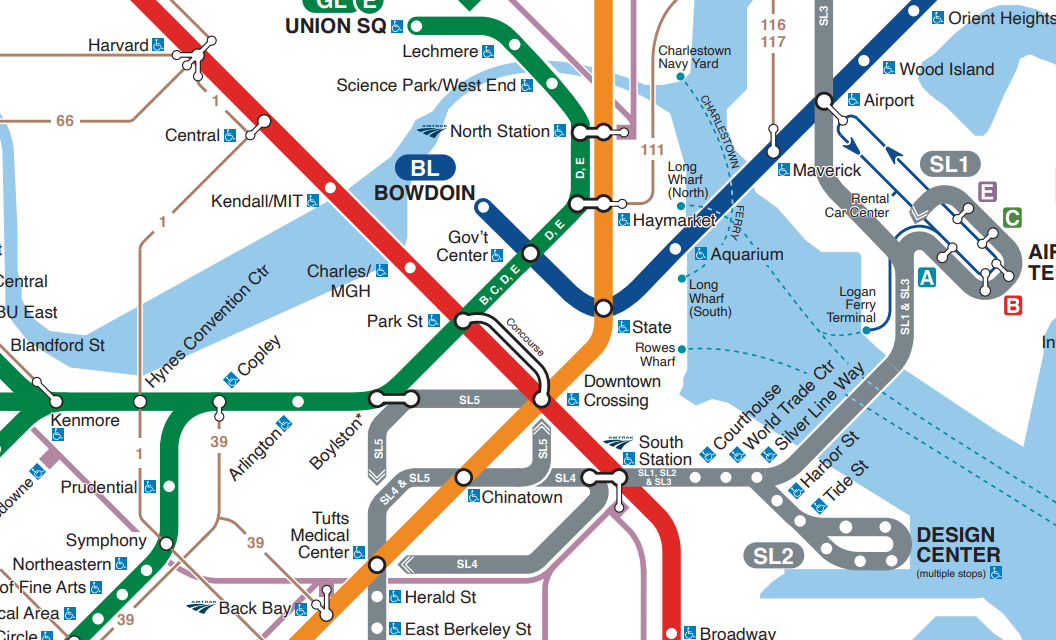 GL E
UNION SQ
Lechmere
Science Park/West End
AMTRAK
North Station
Harvard
1
66
Central
Kendall/MIT
1
BL
BOWDOIN
Gov't
Center
D, E
D, E
B, C, D, E
Haymarket
Charlestown
Navy Yard
CHARLESTOWN
FERRY
111
116
117
SL3
Orient Heights
Wood Island
Airport
Maverick
Long
Wharf
(North)
Aquarium
Long
Wharf
(South)
Rowes
Wharf
Rental
Car Center
SL1
E
C
A
B
AIR
TE
Logan
Ferry
Terminal
SL1 & SL3
In
Charles/
MGH
Park St
Concourse
State
Downtown
Crossing
Central
BU East
Blandford St
Hynes Convention Ctr
Copley
Kenmore
Arlington
Boylston*
SL5
SL5
SL5
SL4 & SL5
Chinatown
SL4
AMTRAK
South
Station
SL1, SL2
& SL3
Courthouse
World Trade Ctr
Silver Line Way
Harbor St
Tide St
SL2
DESIGN
CENTER
(multiple stops)
1
39
sdowne
Prudential
Symphony
Northeastern
of Fine Arts
cal Area
Circle
39
39
Tufts
Medical
Center
SL4
AMTRAK
Back Bay
Herald St
East Berkeley St
Broadway